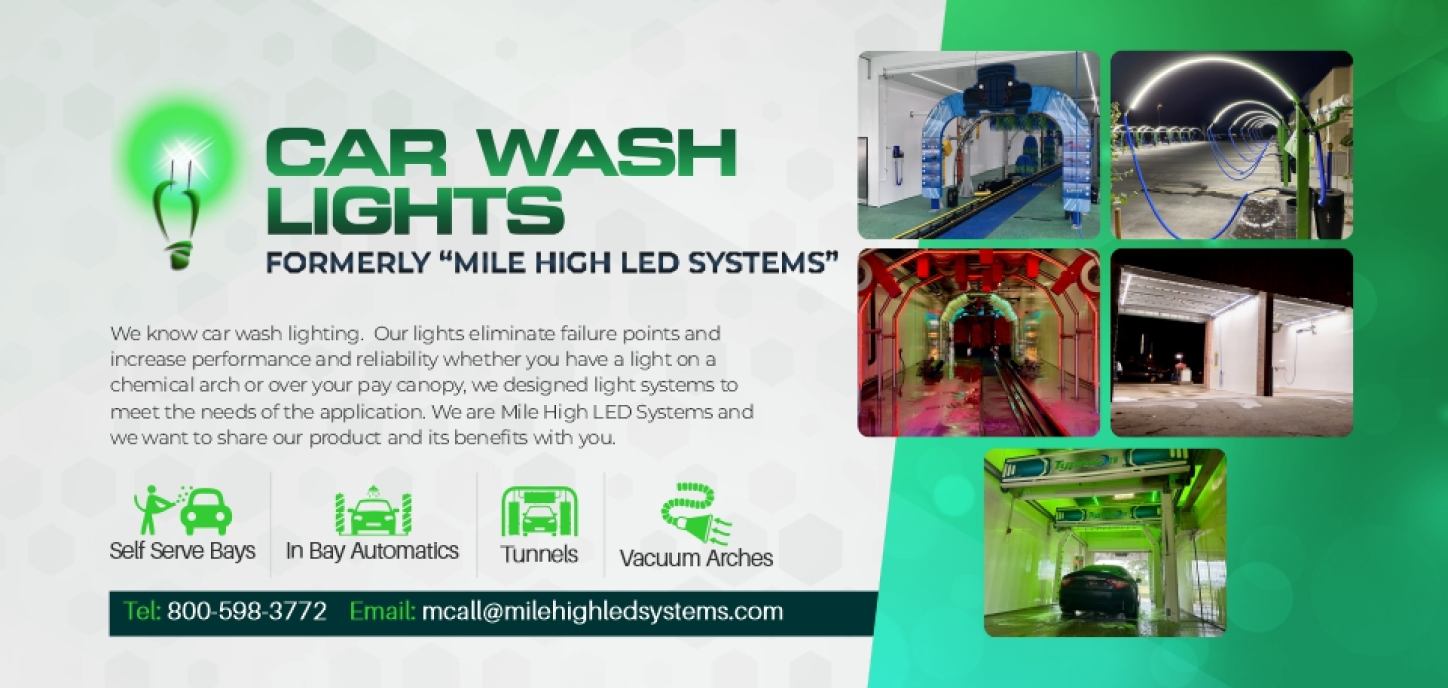 CAR WASH
LIGHTS
FORMERLY “MILE HIGH LED SYSTEMS”
We know car wash lighting. Our lights eliminate failure points and
increase performance and reliability whether you have a light on a
chemical arch or over your pay canopy, we designed light systems to
meet the needs of the application. We are Mile High LED Systems and
we want to share our product and its benefits with you.
Self Serve Bays
In Bay Automatics
Tunnels
Vacuum Arches
Tel: 800-598-3772 Email: mcall@milehighledsystems.com